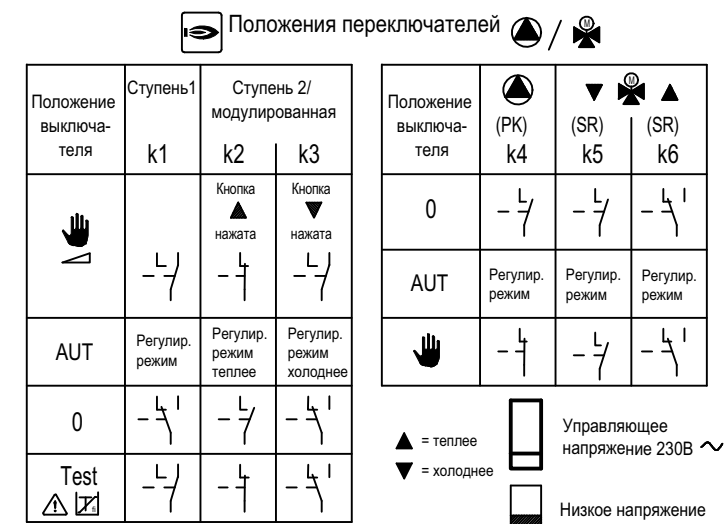 Положения переключателей / M
Положение
выключа-
теля
Ступень1
k1
Ступень 2/
модулированная
k2
k3
Кнопка
нажата
Кнопка
нажата
AUT
Регулир.
режим
Регулир.
режим
теплее
Регулир.
режим
холоднее
0
Test
Положение
выключа-
теля
(РК)
k4
M
(SR)
k5
(SR)
k6
0
AUT
Регулир.
режим
Регулир.
режим
Регулир.
режим
▲ = теплее
▼ = холоднее
Управляющее
напряжение 230В ~
Низкое напряжение